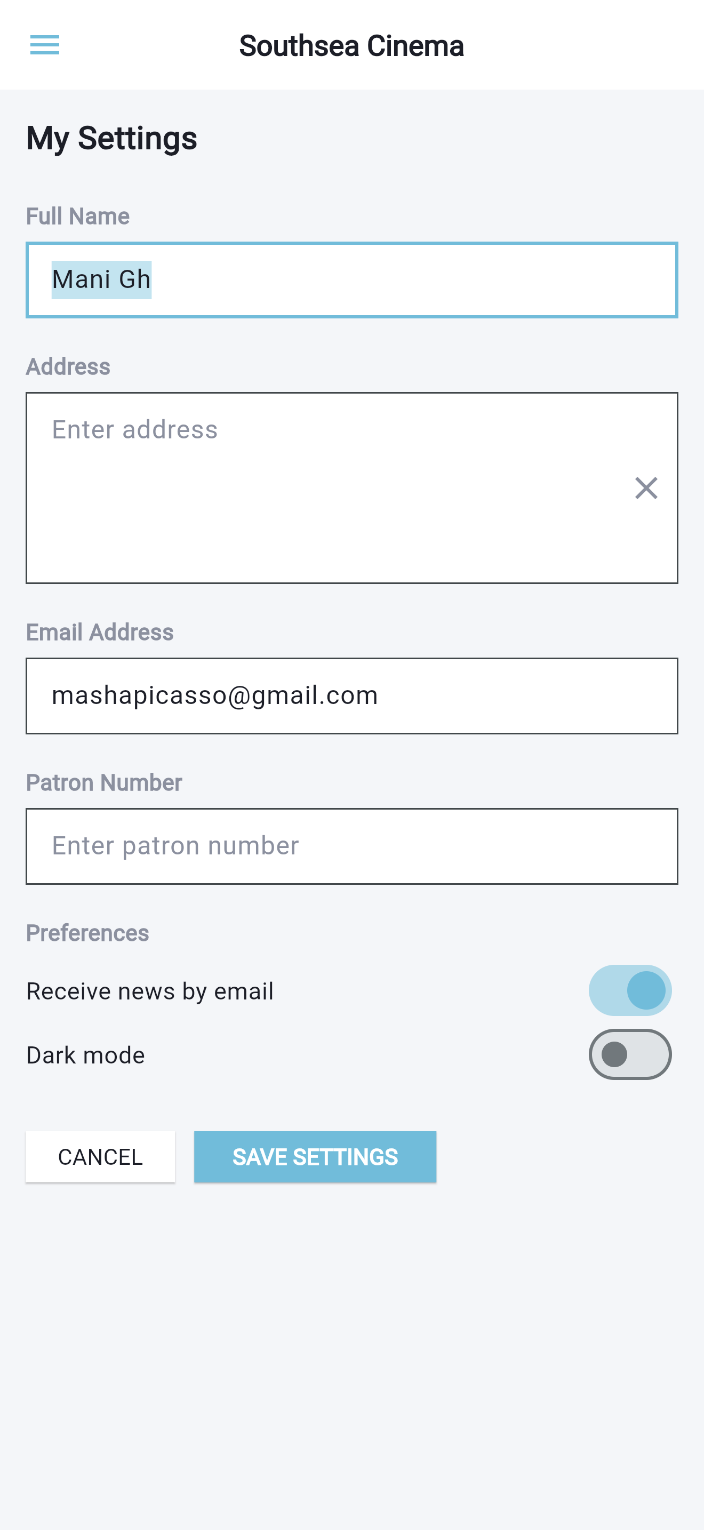 Southsea Cinema
My Settings
Full Name
Mani Gh
Address
Enter address
Email Address
mashapicasso@gmail.com
Patron Number
Enter patron number
Preferences
Receive news by email
Dark mode
CANCEL
SAVE SETTINGS